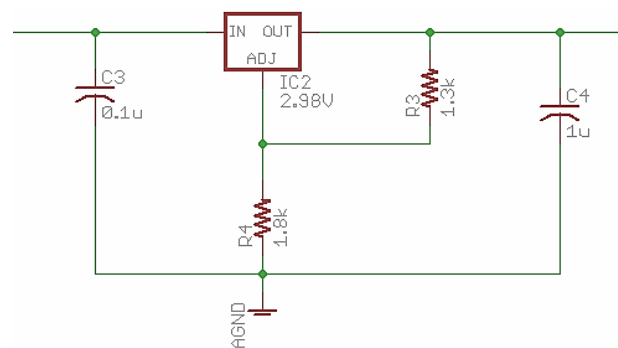 IN OUT
ADJ
IC2
2.98V
C3
0.1u
R3
1.3k
C4
1u
R4
1.8k
AGND